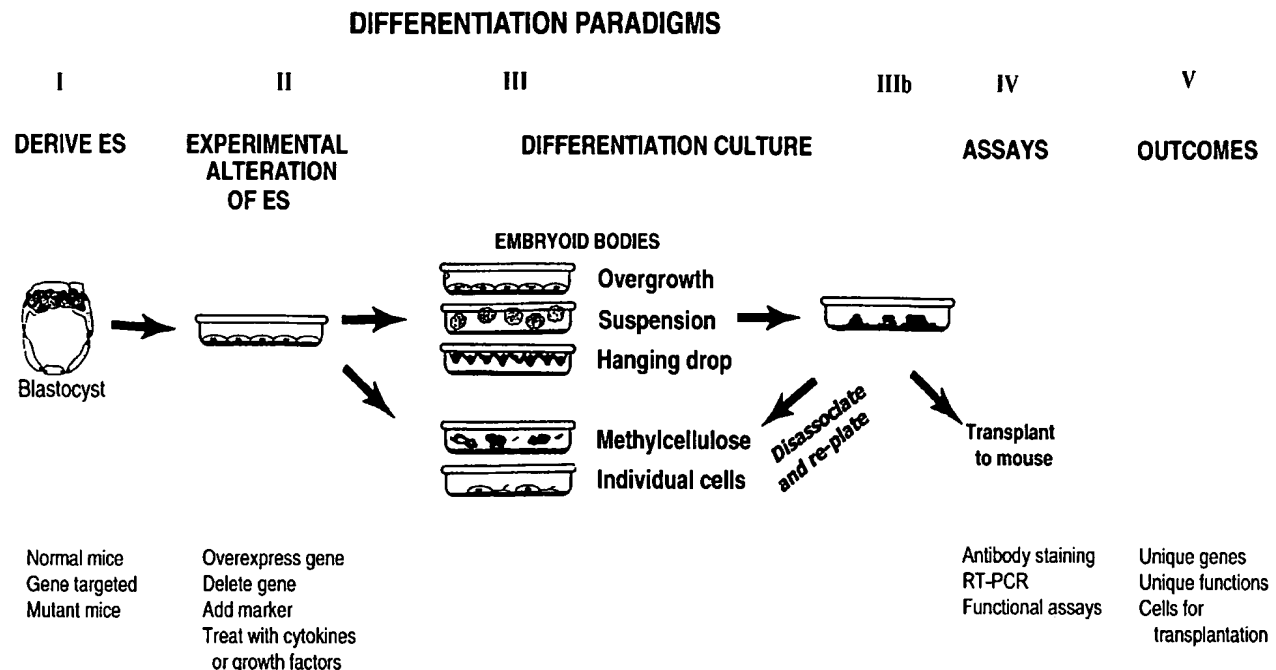 DIFFERENTIATION PARADIGMS
I II III IIIb IV V
DERIVE ES
EXPERIMENTAL
ALTERATION
OF ES
DIFFERENTIATION CULTURE
ASSAYS
OUTCOMES
EMBRYOID BODIES
Overgrowth
Suspension
Hanging drop
Blastocyst
Methylcellulose
Individual cells
Disassociate
and re-plate
Transplant
to mouse
Normal mice
Gene targeted
Mutant mice
Overexpress gene
Delete gene
Add marker
Treat with cytokines
or growth factors
Antibody staining
RT-PCR
Functional assays
Unique genes
Unique functions
Cells for
transplantation